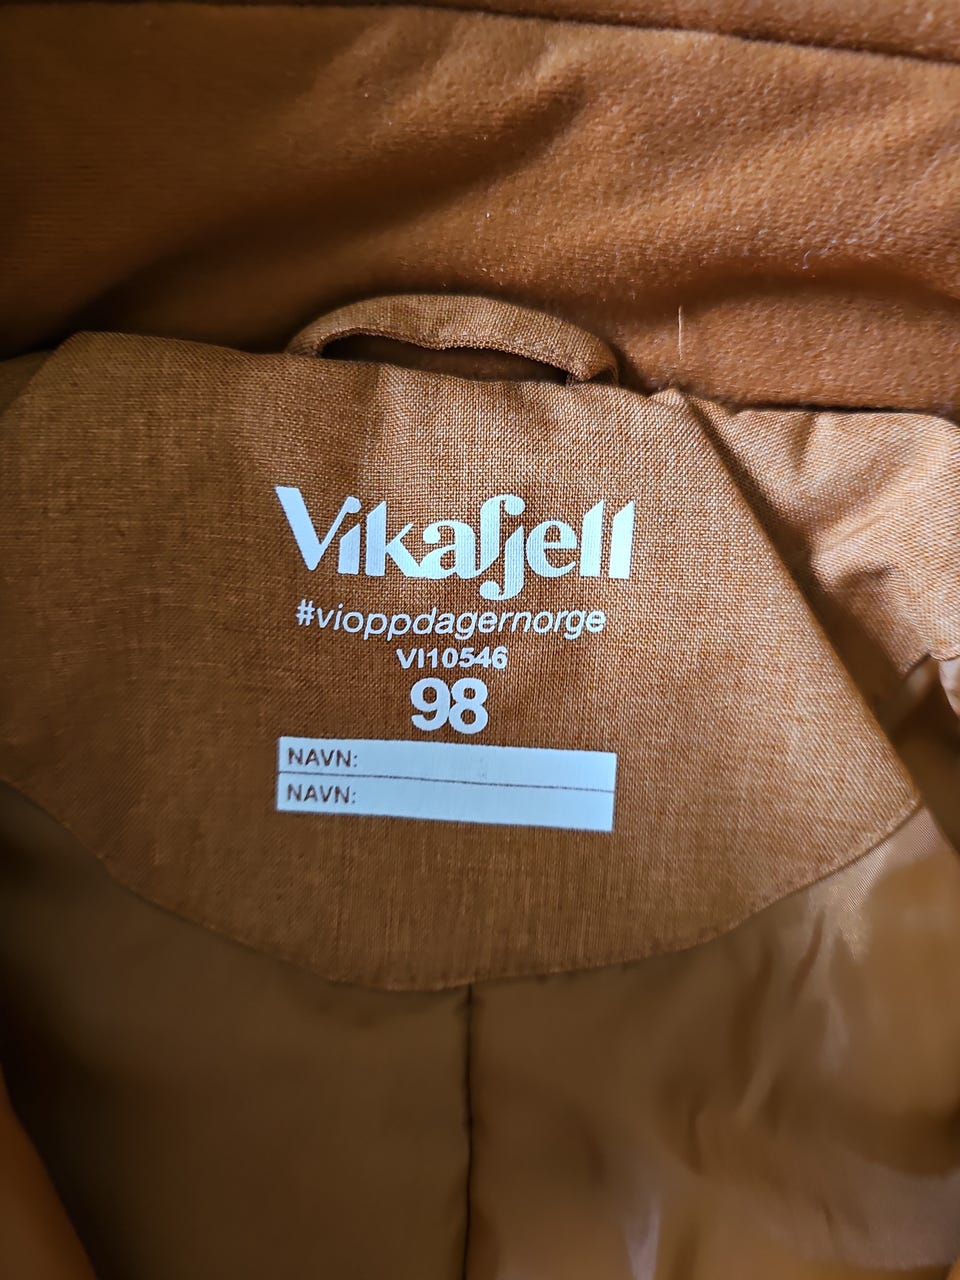 Vikafjell
#vioppdagernorge
VI10546
98
NAVN:
NAVN: